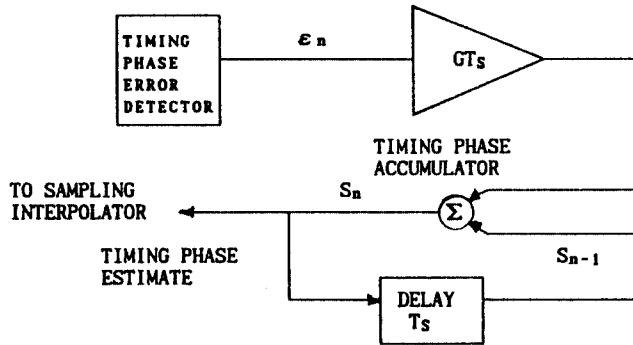 TIMING
PHASE
ERROR
DETECTOR
εn
GTs
TIMING PHASE
ACCUMULATOR
TO SAMPLING
INTERPOLATOR
Sn
Σ
TIMING PHASE
ESTIMATE
Sn-1
DELAY
Ts